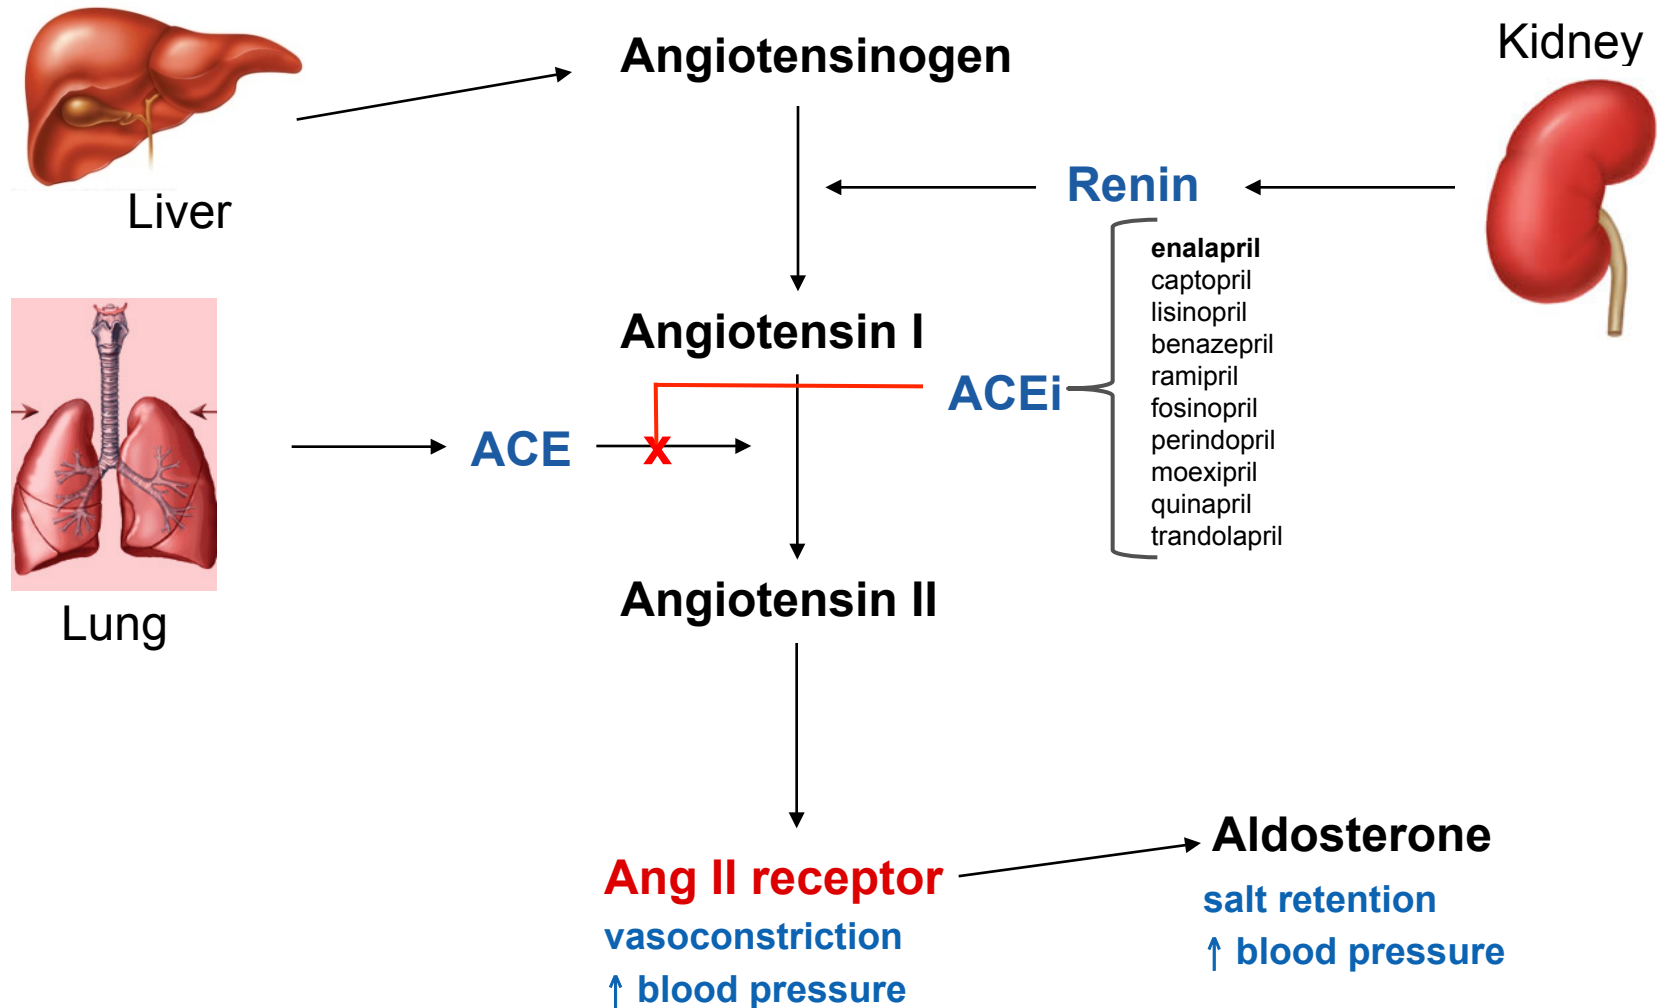 Angiotensinogen
Kidney
Liver
Renin
enalapril
captopril
lisinopril
benazepril
ramipril
fosinopril
perindopril
moexipril
quinapril
trandolapril
Angiotensin I
ACEi
ACE
x
Lung
Angiotensin II
Ang II receptor
vasoconstriction
↑ blood pressure
Aldosterone
salt retention
↑ blood pressure